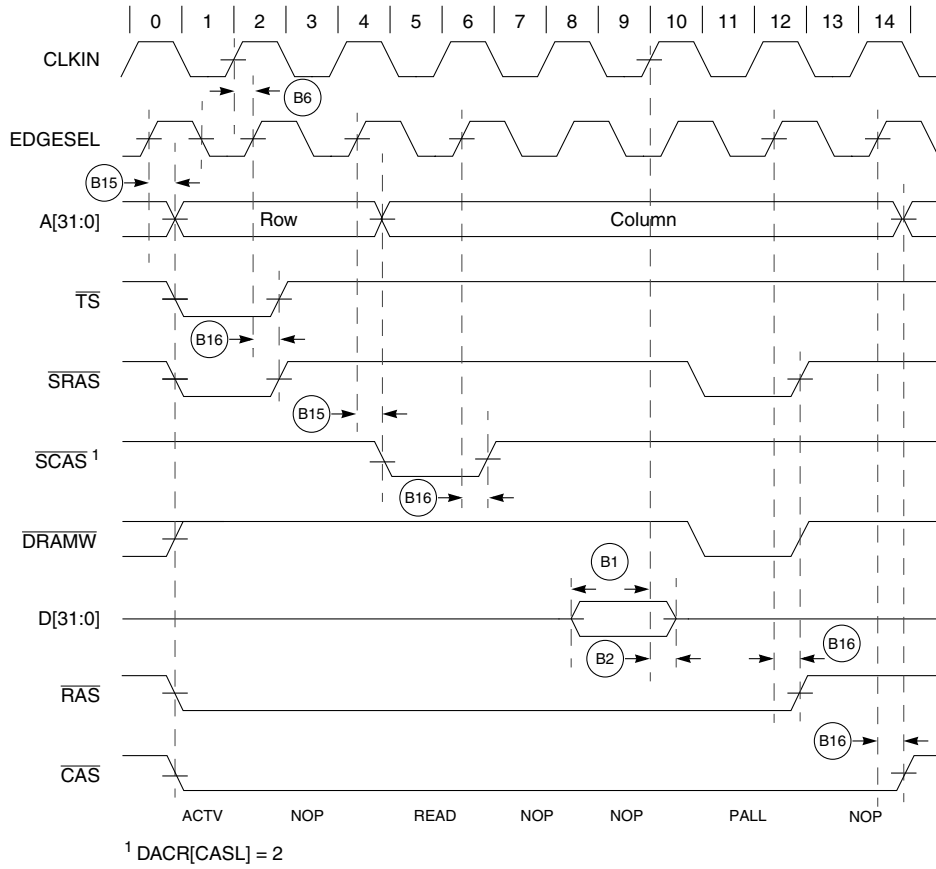 0 1 2 3 4 5 6 7 8 9 10 11 12 13 14
CLKIN
B6
EDGESEL
B15
A[31:0] Row Column
TS
B16
SRAS
B15
SCAS 1
B16
DRAMW
B1
D[31:0]
B2 B16
RAS
B16
CAS
ACTV NOP READ NOP NOP PALL NOP
1 DACR[CASL] = 2